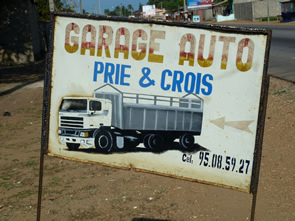 GARAGE AUTO
PRIE & CROIS
Cel: 95.08.59.27